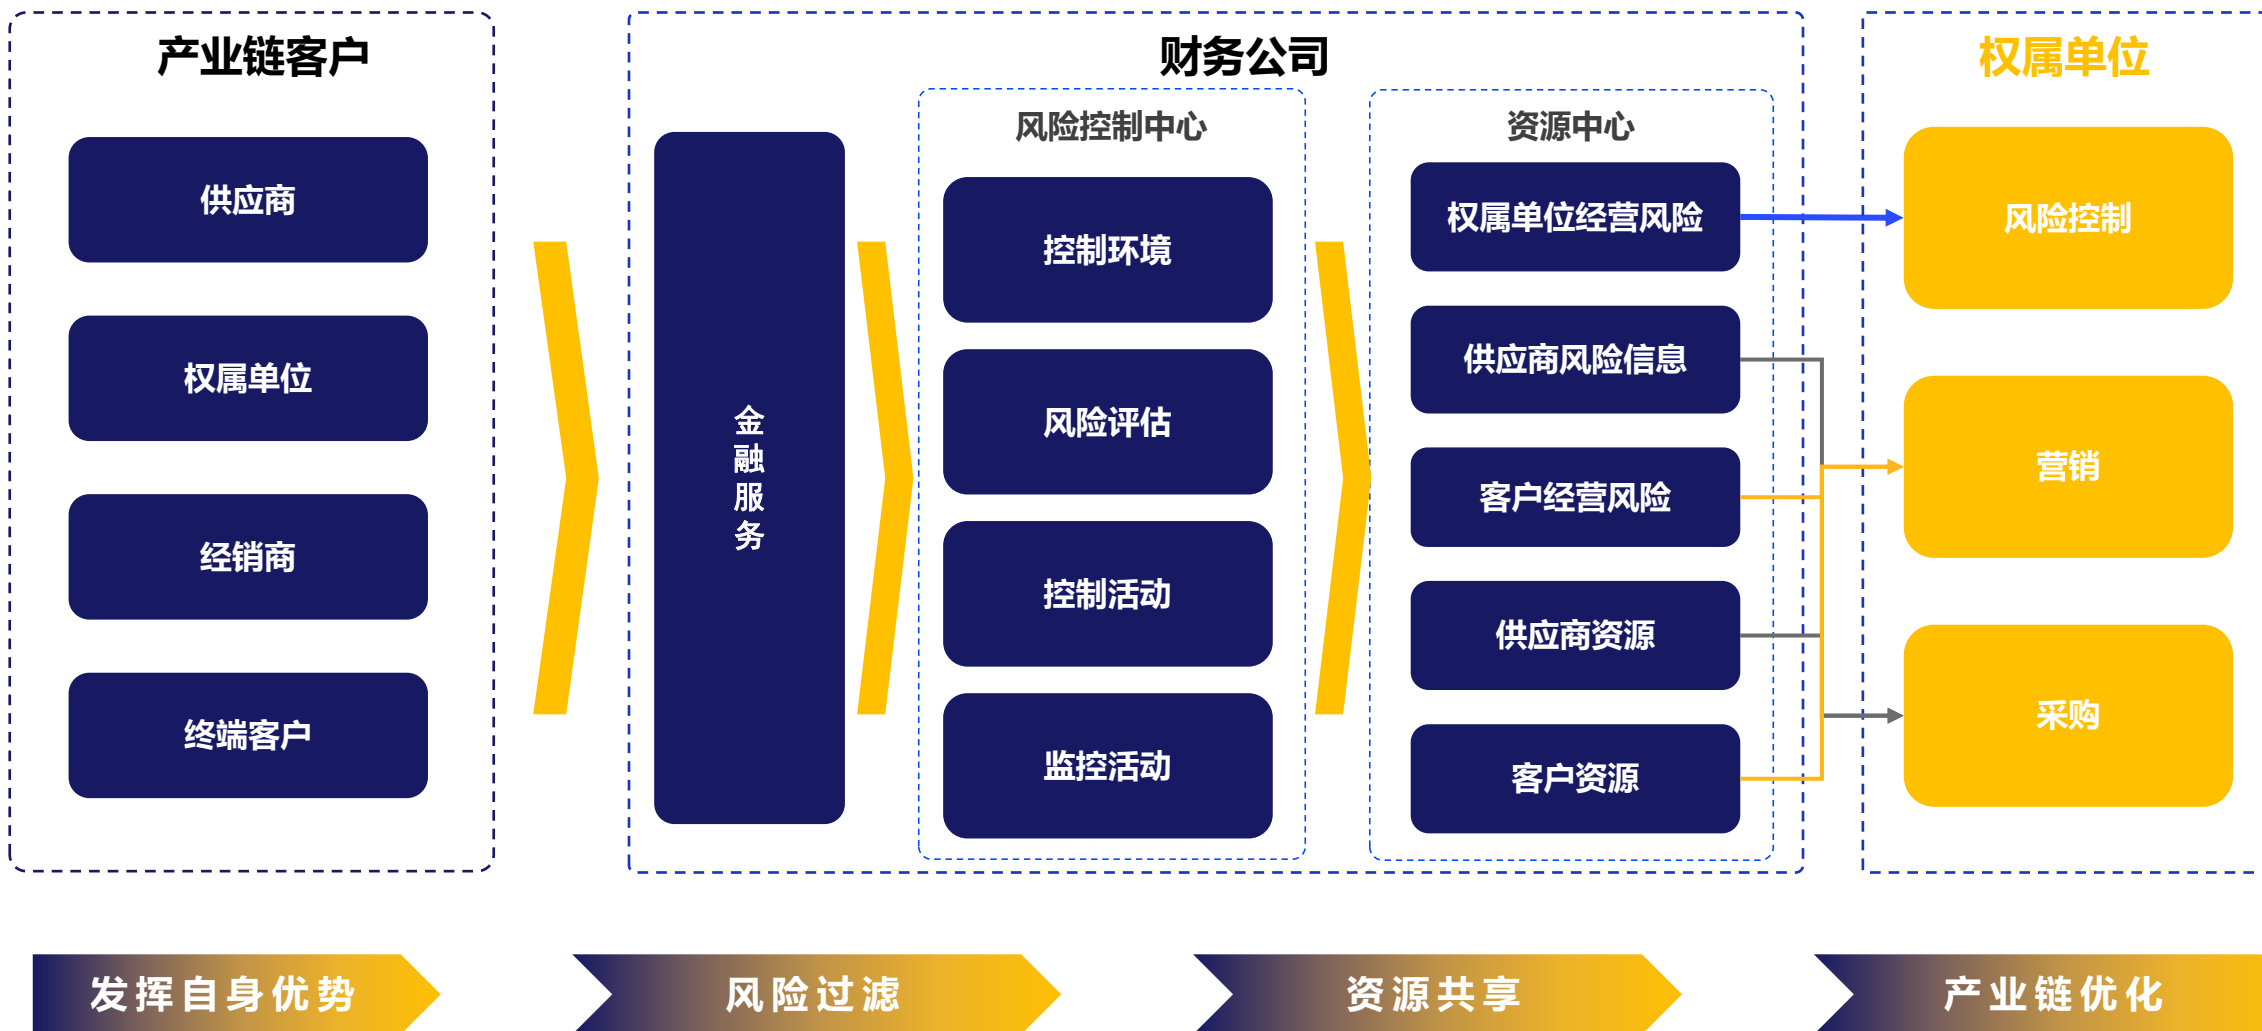 产业链客户
供应商
权属单位
经销商
终端客户
财务公司
金
融
服
务
风险控制中心
控制环境
风险评估
控制活动
监控活动
资源中心
权属单位经营风险
供应商风险信息
客户经营风险
供应商资源
客户资源
权属单位
风险控制
营销
采购
发挥自身优势
风险过滤
资源共享
产业链优化